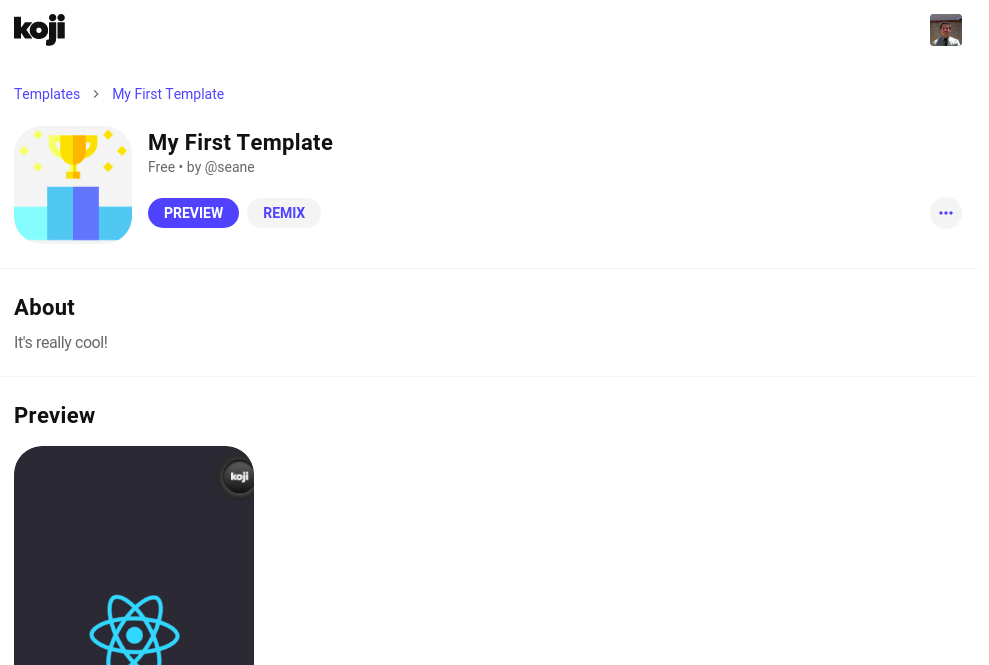 koji
Templates > My First Template
My First Template
Free • by @seane
PREVIEW REMIX
About
It's really cool!
Preview
koji